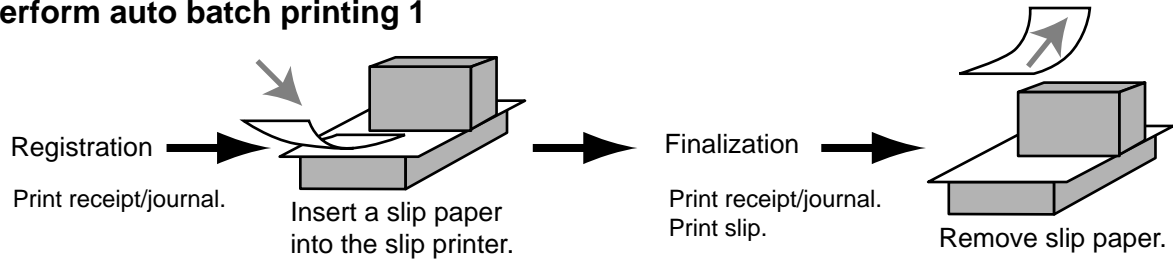 erform auto batch printing 1
Registration
Print receipt/journal.
Insert a slip paper
into the slip printer.
Finalization
Print receipt/journal.
Print slip.
Remove slip paper.